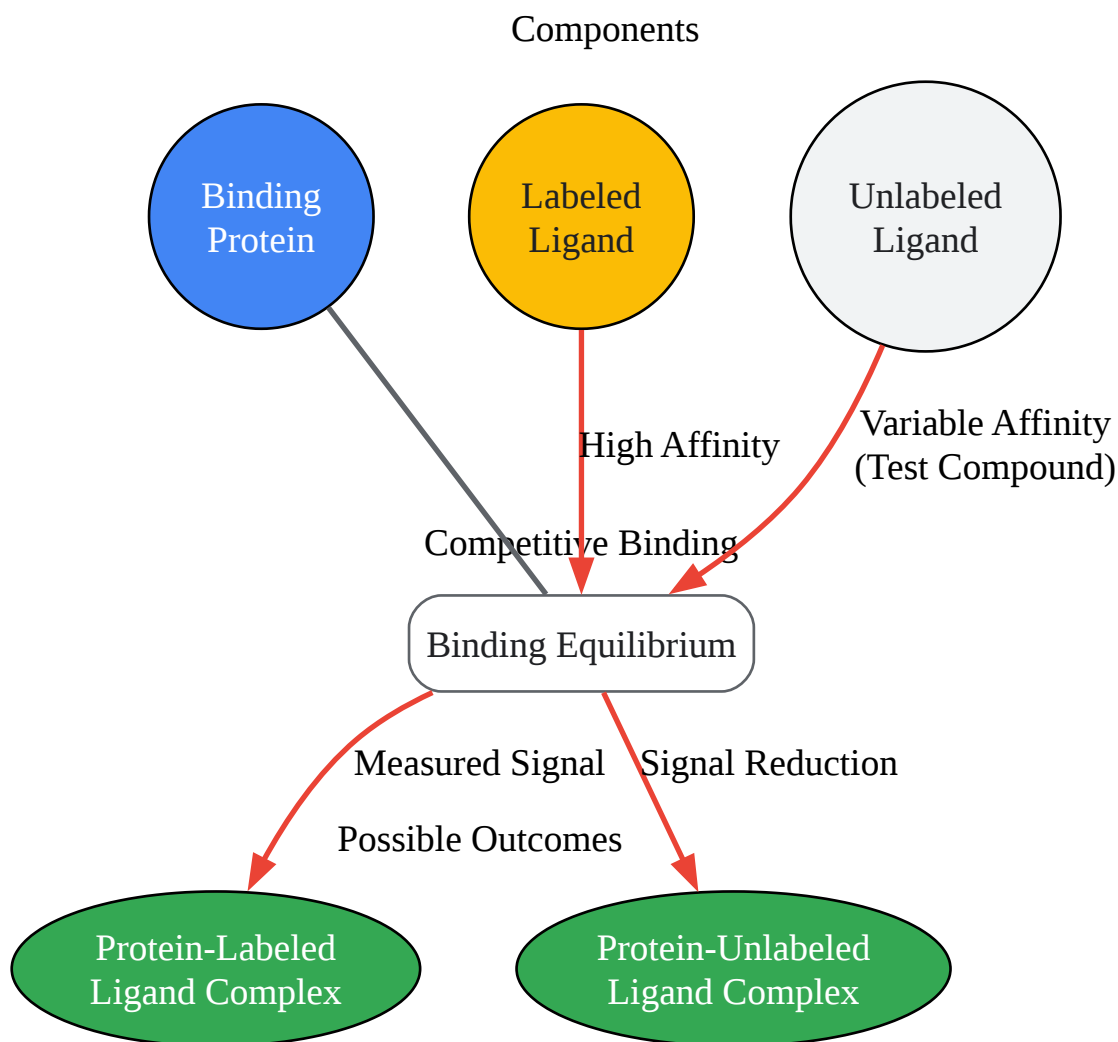 Components
Binding
Protein
Labeled
Ligand
Unlabeled
Ligand
High Affinity
Variable Affinity
(Test Compound)
Competitive Binding
Binding Equilibrium
Measured Signal
Signal Reduction
Possible Outcomes
Protein-Labeled
Ligand Complex
Protein-Unlabeled
Ligand Complex